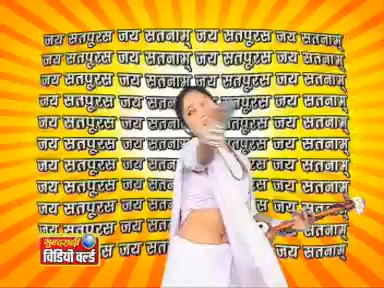 जय सतपूरस जय सतनाम् जय सतपूरस जय सतनाम्
जय सतपूरस जय सतनाम् जय सतपूरस जय सतनाम्
जय सतपूरस जय सतनाम् सतपूरस जय सतनाम्
जय सतपूरस जय सतनाम सतपूरस जय सतनाम्
जय सतपूरस जय सतपूरस जय सतनाम्
जय सतपूरस जय सतपूरस जय सतनाम्
जय सतपूरस जय सतपूरस जय सतनाम्
जय सतपूरस जय जय सतनाम्
जय सतपूरस जय जय सतनाम्
जय सतपूरस जय जय सतनाम्
जय सतनाम्
सुन्दरानी
विडियो वर्ल्ड